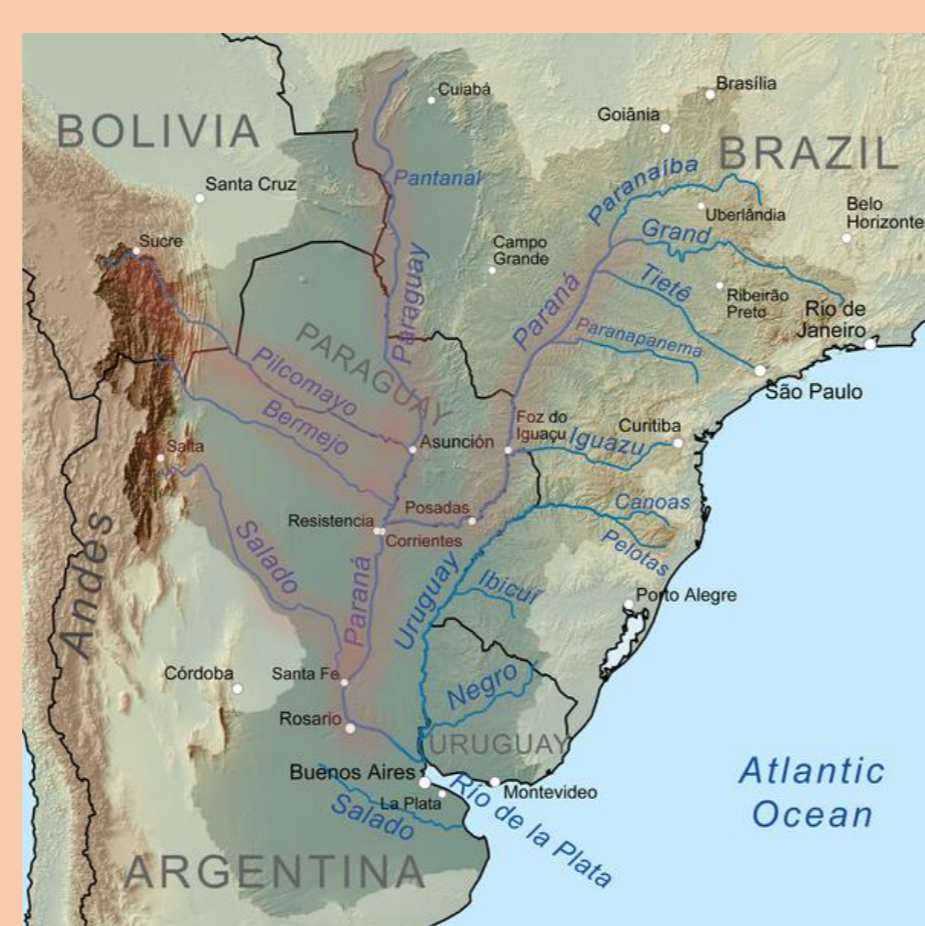 Cuiabá
Brasília
Goiânia
BOLIVIA
BRAZIL
Pantanal
Santa Cruz
Paranaíba
Uberlândia
Belo
Horizonte
Sucre
Campo
Grande
Grand
Paraguay
Paraná
Tietê
Ribeirão
Preto
Río de
Janeiro
PARAGUAY
Paranapanema
Pilcomayo
São Paulo
Bermejo
Foz do
Iguaçu
Curitiba
Asunción
Iguazu
Salta
Canoas
Posadas
Resistencia
Corrientes
Pelotas
Andes
Salado
Paraná
Uruguay
Ibicuí
Porto Alegre
Córdoba
Santa Fe
Negro
Rosario
URUGUAY
Buenos Aires
Río de la Plata
Montevideo
Atlantic
Ocean
La Plata
Salado
ARGENTINA